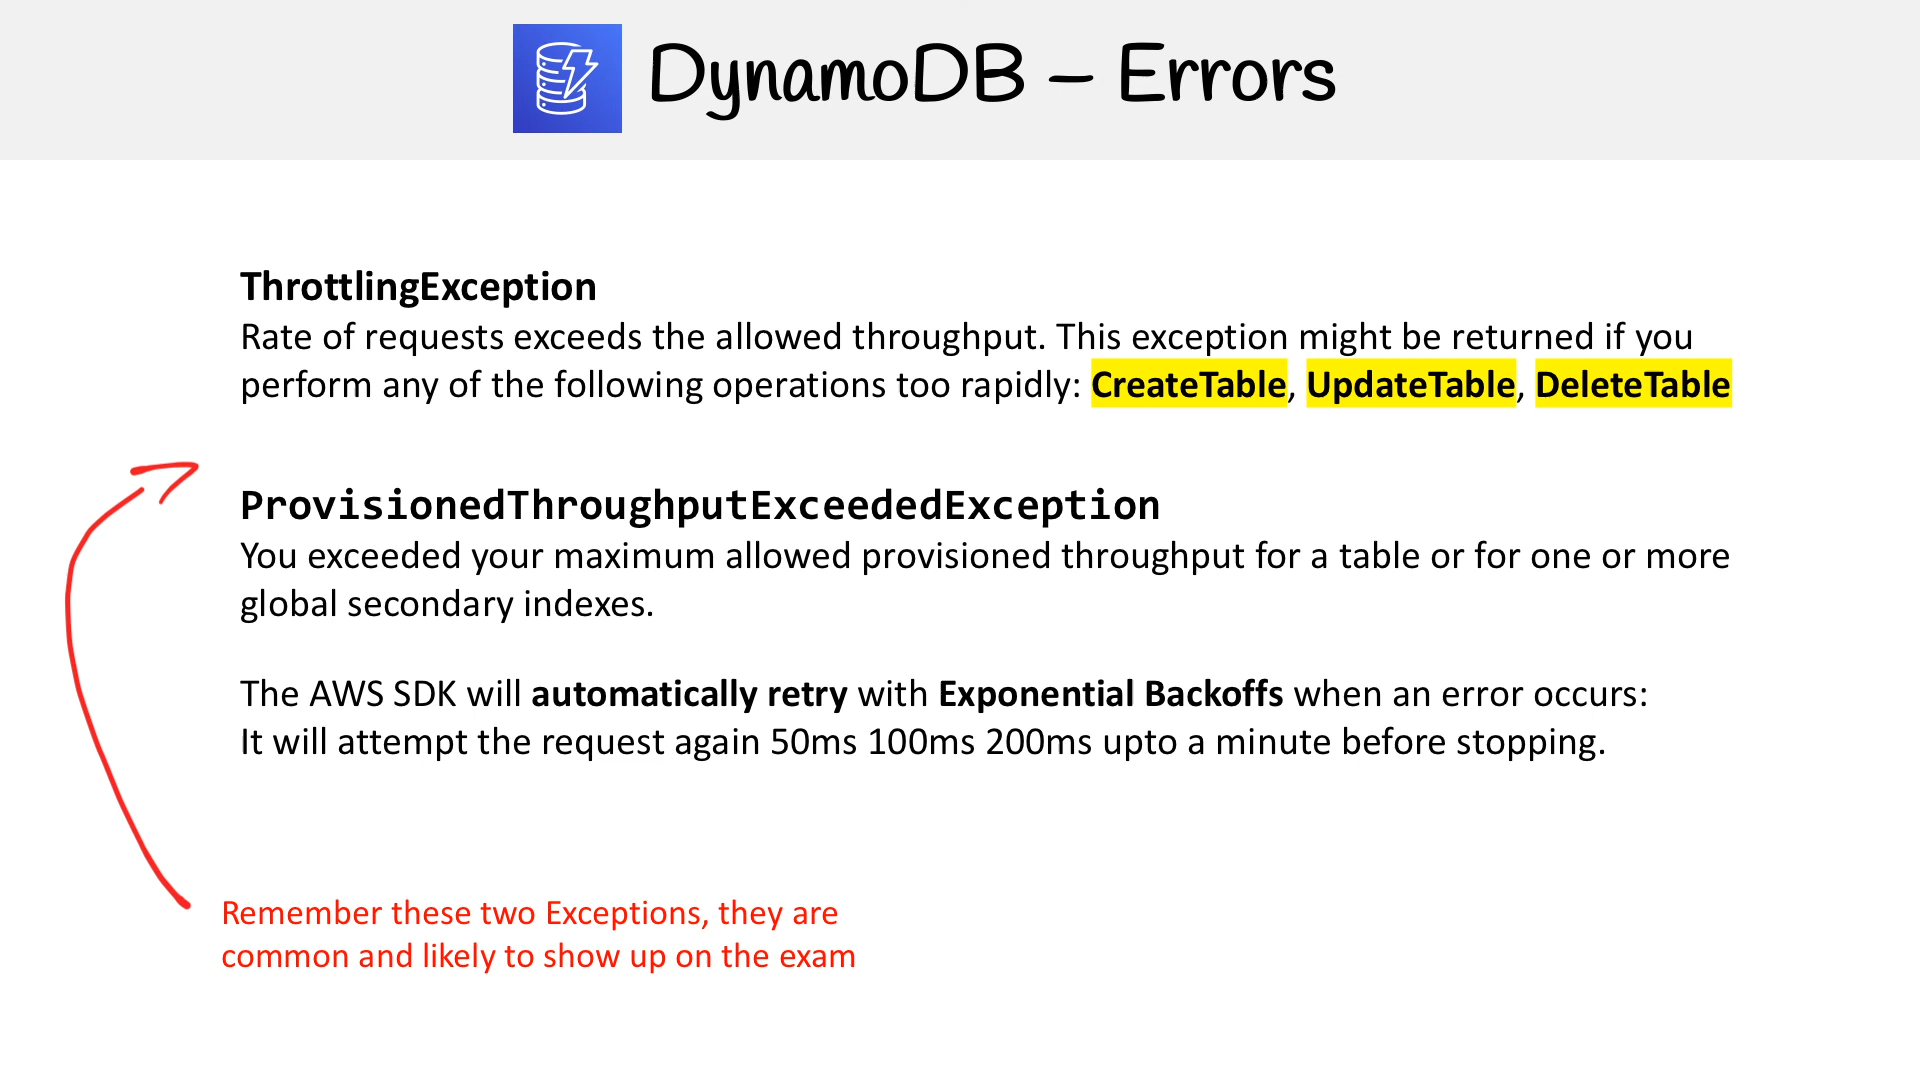 DynamoDB – Errors
ThrottlingException
Rate of requests exceeds the allowed throughput. This exception might be returned if you
perform any of the following operations too rapidly: CreateTable, UpdateTable, DeleteTable
ProvisionedThroughputExceededException
You exceeded your maximum allowed provisioned throughput for a table or for one or more
global secondary indexes.
The AWS SDK will automatically retry with Exponential Backoffs when an error occurs:
It will attempt the request again 50ms 100ms 200ms upto a minute before stopping.
Remember these two Exceptions, they are
common and likely to show up on the exam